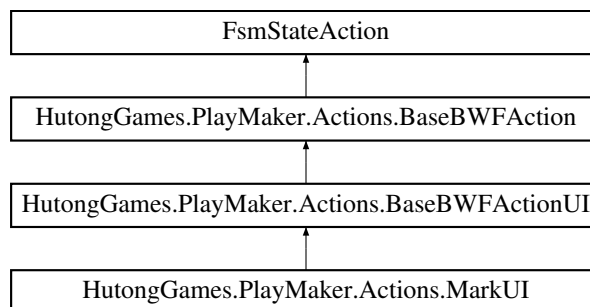 FsmStateAction
HutongGames.PlayMaker.Actions.BaseBWFAction
HutongGames.PlayMaker.Actions.BaseBWFActionUI
HutongGames.PlayMaker.Actions.MarkUI